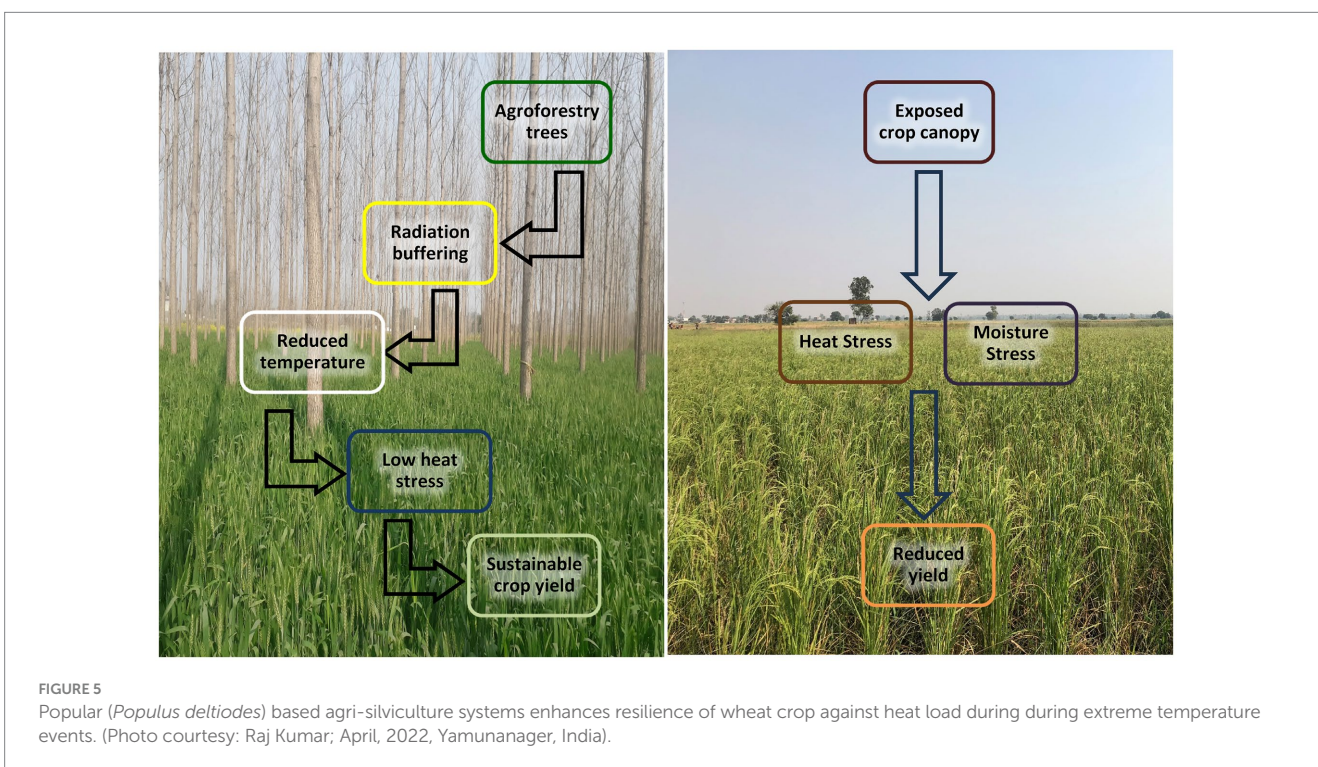 Agroforestry
trees
Radiation
buffering
Reduced
temperature
Low heat
stress
Sustainable
crop yield
Exposed
crop canopy
Heat Stress
Moisture
Stress
Reduced
yield
FIGURE 5
Popular (Populus deltiodes) based agri-silviculture systems enhances resilience of wheat crop against heat load during during extreme temperature
events. (Photo courtesy: Raj Kumar; April, 2022, Yamunanager, India).